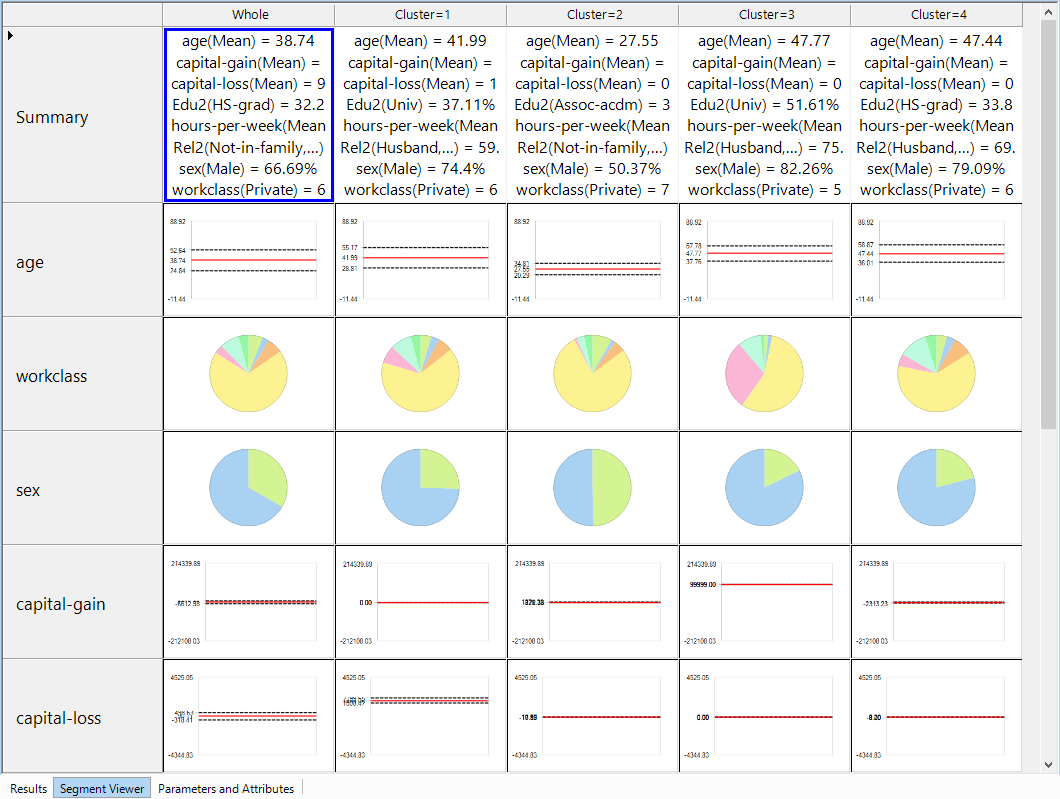 Whole Cluster=1 Cluster=2 Cluster=3 Cluster=4
Summary
age(Mean) = 38.74
capital-gain(Mean) =
capital-loss(Mean) = 9
Edu2(HS-grad) = 32.2
hours-per-week(Mean
Rel2(Not-in-family,...)
sex(Male) = 66.69%
workclass(Private) = 6
age(Mean) = 41.99
capital-gain(Mean) =
capital-loss(Mean) = 1
Edu2(Univ) = 37.11%
hours-per-week(Mean
Rel2(Husband,...) = 59.
sex(Male) = 74.4%
workclass(Private) = 6
age(Mean) = 27.55
capital-gain(Mean) =
capital-loss(Mean) = 0
Edu2(Assoc-acdm) = 3
hours-per-week(Mean
Rel2(Not-in-family,...)
sex(Male) = 50.37%
workclass(Private) = 7
age(Mean) = 47.77
capital-gain(Mean) =
capital-loss(Mean) = 0
Edu2(Univ) = 51.61%
hours-per-week(Mean
Rel2(Husband,...) = 75.
sex(Male) = 82.26%
workclass(Private) = 5
age(Mean) = 47.44
capital-gain(Mean) =
capital-loss(Mean) = 0
Edu2(HS-grad) = 33.8
hours-per-week(Mean
Rel2(Husband,...) = 69.
sex(Male) = 79.09%
workclass(Private) = 6
age
88.92
52.64
38.74
24.84
-11.44
88.92
55.17
41.99
28.81
-11.44
88.92
34.81
27.55
20.29
-11.44
88.92
57.78
47.77
37.76
-11.44
88.92
58.87
47.44
36.01
-11.44
workclass
sex
capital-gain
214339.89
-212108.03
214339.89
0.00
-212108.03
214339.89
-212108.03
214339.89
99999.00
-212108.03
214339.89
-2313.23
-212108.03
capital-loss
4525.05
-318.41
-4344.83
4525.05
-4344.83
4525.05
-4344.83
4525.05
0.00
-4344.83
4525.05
-4344.83
Results Segment Viewer Parameters and Attributes